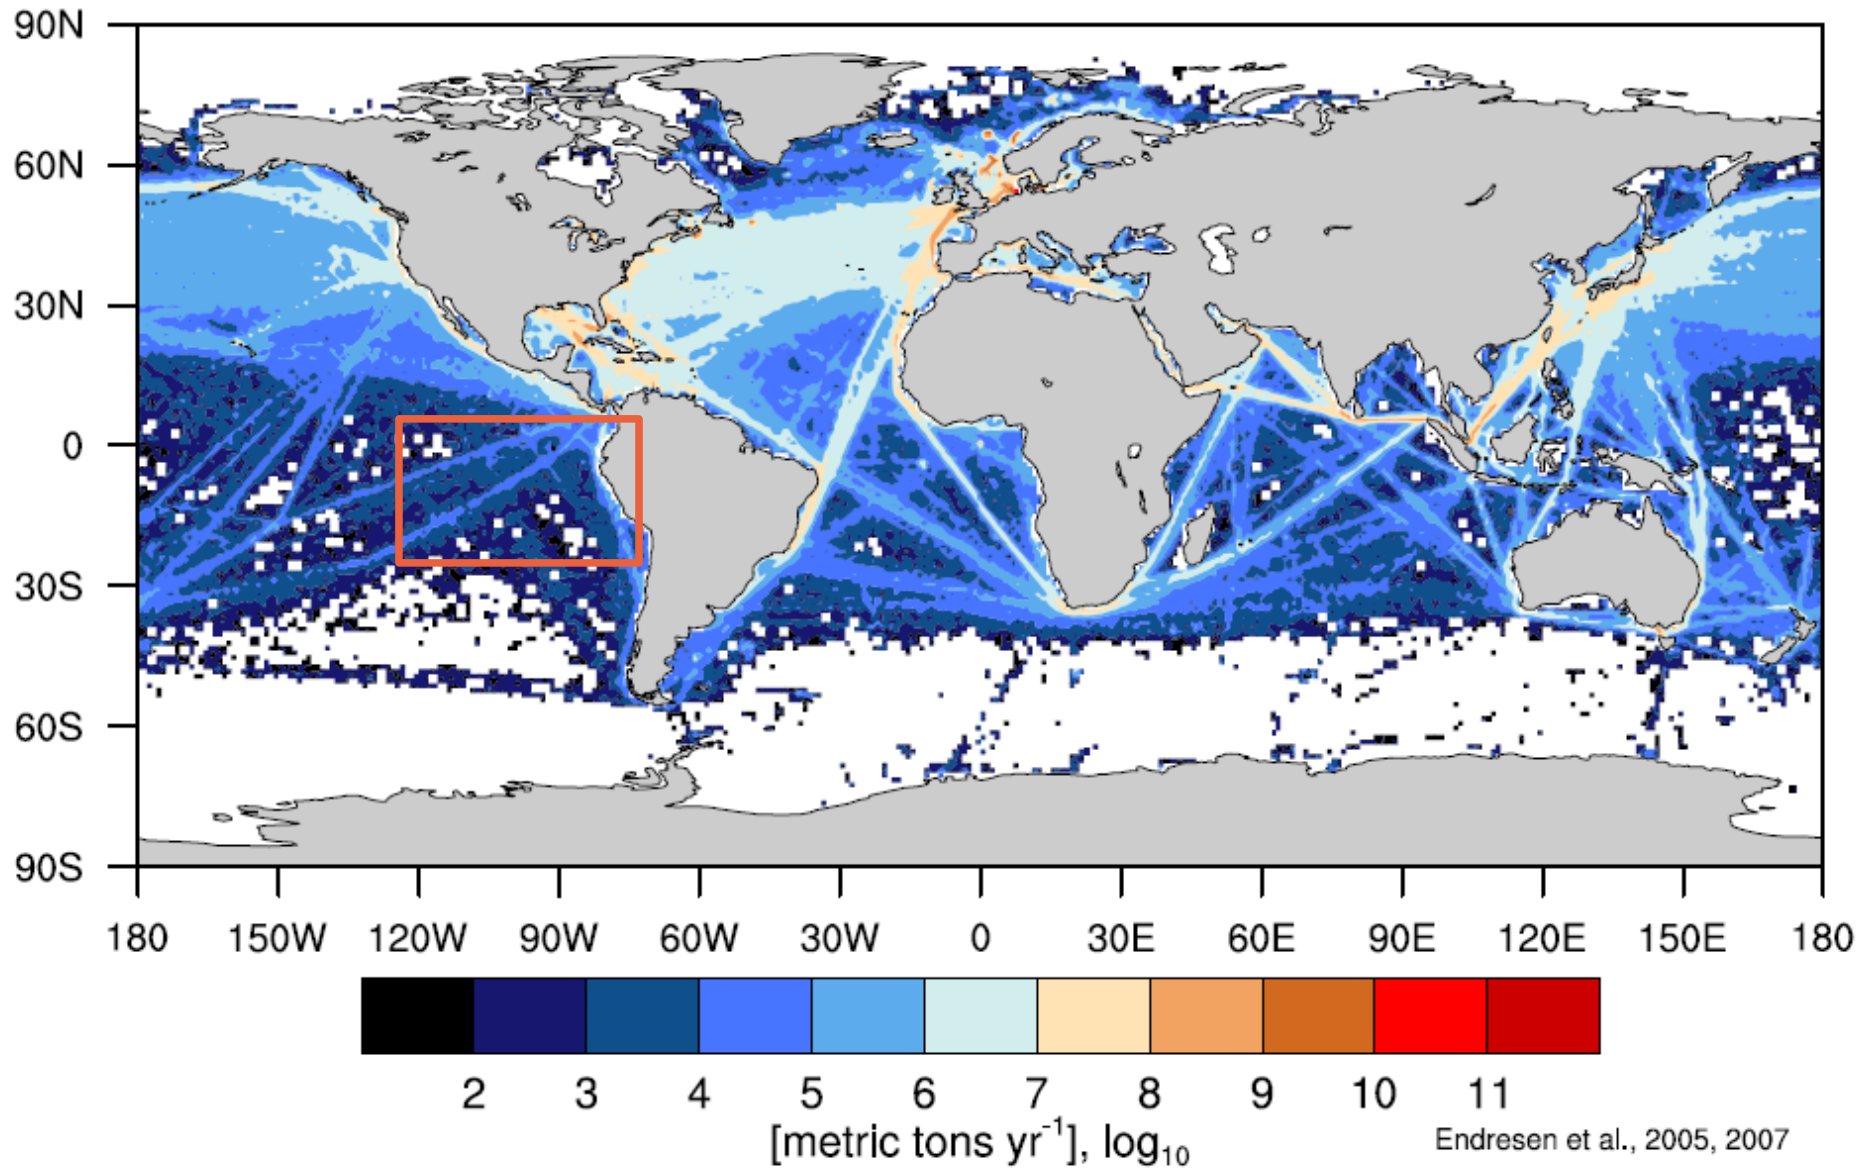 90N
60N
30N
0
30S
60S
90S
180 150W 120W 90W 60W 30W 0 30E 60E 90E 120E 150E 180
2 3 4 5 6 7 8 9 10 11
[metric tons yr⁻¹], log₁₀
Endresen et al., 2005, 2007